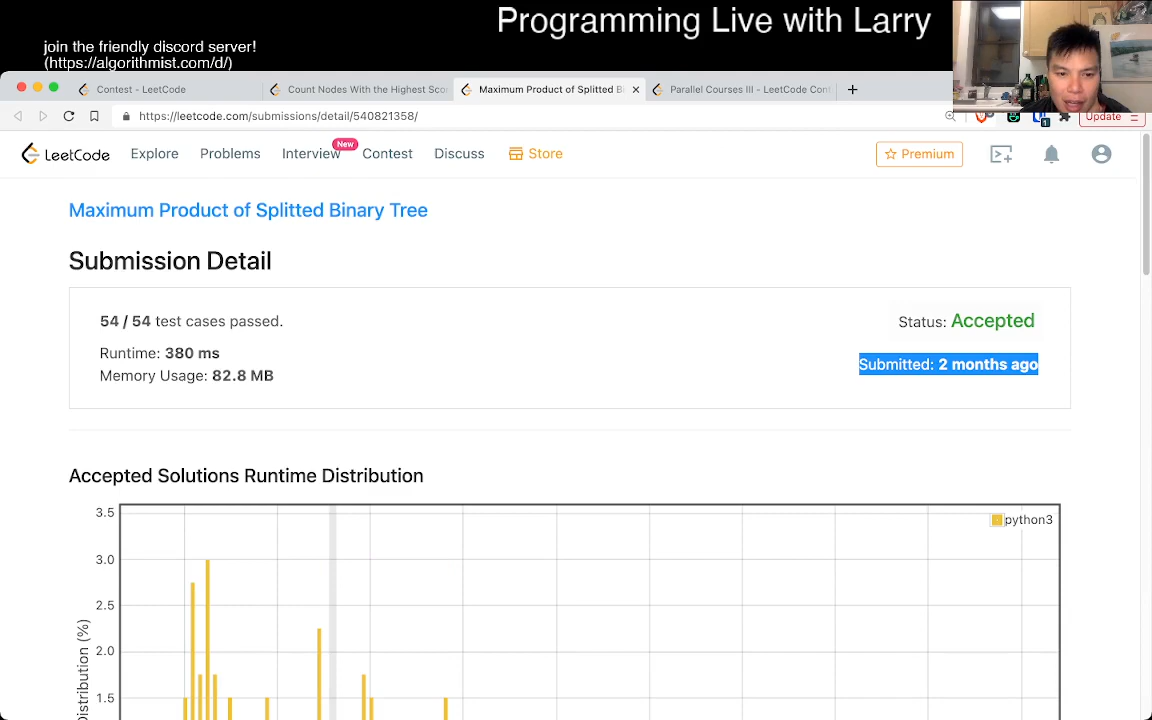 Programming Live with Larry
join the friendly discord server!
(https://algorithmist.com/d/)
Contest - LeetCode
Count Nodes With the Highest Sco
Maximum Product of Splitted B
Parallel Courses III - LeetCode Con
https://leetcode.com/submissions/detail/540821358/
Update
LeetCode
Explore
Problems
Interview
New
Contest
Discuss
Store
Premium
Maximum Product of Splitted Binary Tree
Submission Detail
54 / 54 test cases passed.
Status: Accepted
Runtime: 380 ms
Submitted: 2 months ago
Memory Usage: 82.8 MB
Accepted Solutions Runtime Distribution
3.5
python3
3.0
2.5
2.0
1.5
Distribution (%)